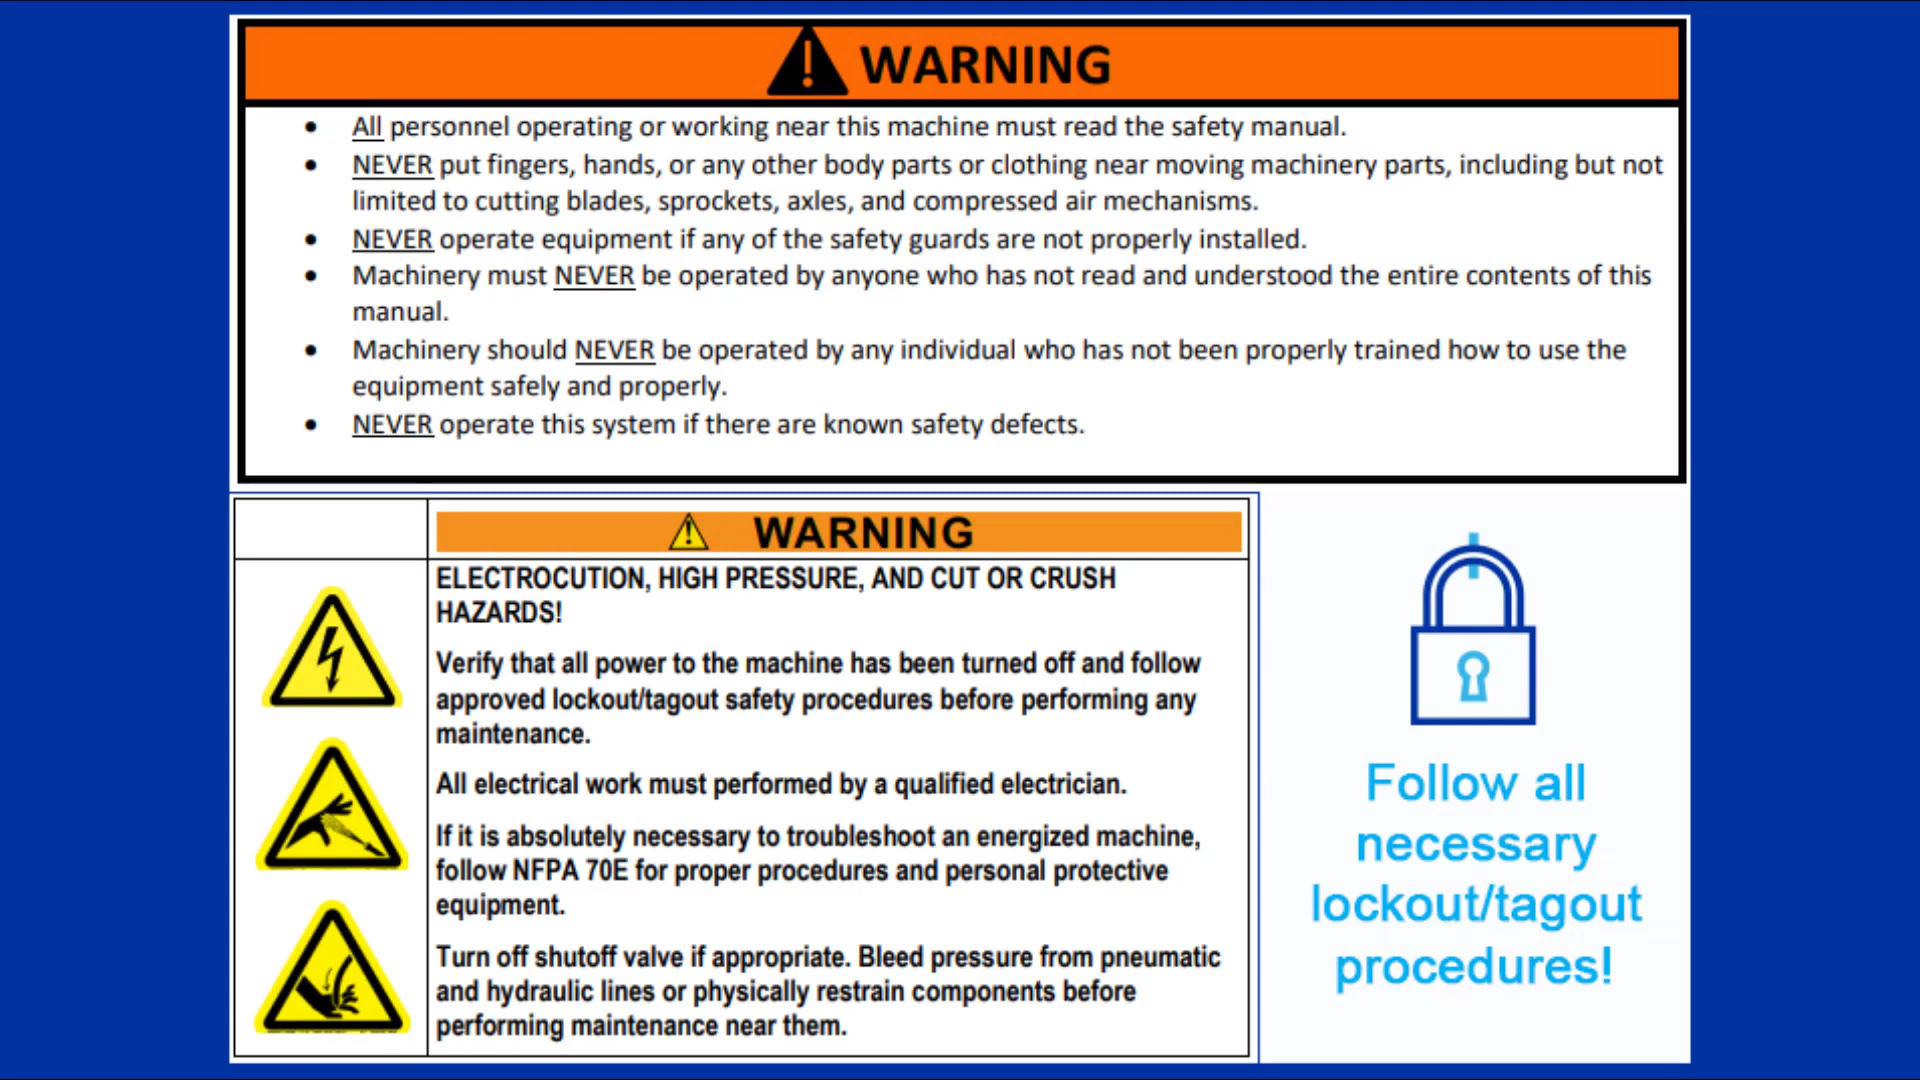 WARNING
• All personnel operating or working near this machine must read the safety manual.
• NEVER put fingers, hands, or any other body parts or clothing near moving machinery parts, including but not
limited to cutting blades, sprockets, axles, and compressed air mechanisms.
• NEVER operate equipment if any of the safety guards are not properly installed.
• Machinery must NEVER be operated by anyone who has not read and understood the entire contents of this
manual.
• Machinery should NEVER be operated by any individual who has not been properly trained how to use the
equipment safely and properly.
• NEVER operate this system if there are known safety defects.
WARNING
ELECTROCUTION, HIGH PRESSURE, AND CUT OR CRUSH
HAZARDS!
Verify that all power to the machine has been turned off and follow
approved lockout/tagout safety procedures before performing any
maintenance.
All electrical work must performed by a qualified electrician.
If it is absolutely necessary to troubleshoot an energized machine,
follow NFPA 70E for proper procedures and personal protective
equipment.
Turn off shutoff valve if appropriate. Bleed pressure from pneumatic
and hydraulic lines or physically restrain components before
performing maintenance near them.
Follow all
necessary
lockout/tagout
procedures!